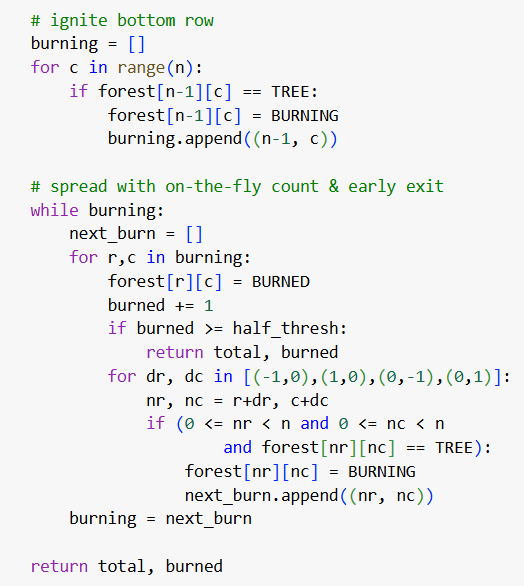 # ignite bottom row
burning = []
for c in range(n):
    if forest[n-1][c] == TREE:
        forest[n-1][c] = BURNING
        burning.append((n-1, c))

# spread with on-the-fly count & early exit
while burning:
    next_burn = []
    for r,c in burning:
        forest[r][c] = BURNED
        burned += 1
        if burned >= half_thresh:
            return total, burned
        for dr, dc in [(-1,0),(1,0),(0,-1),(0,1)]:
            nr, nc = r+dr, c+dc
            if (0 <= nr < n and 0 <= nc < n
                    and forest[nr][nc] == TREE):
                forest[nr][nc] = BURNING
                next_burn.append((nr, nc))
    burning = next_burn

return total, burned